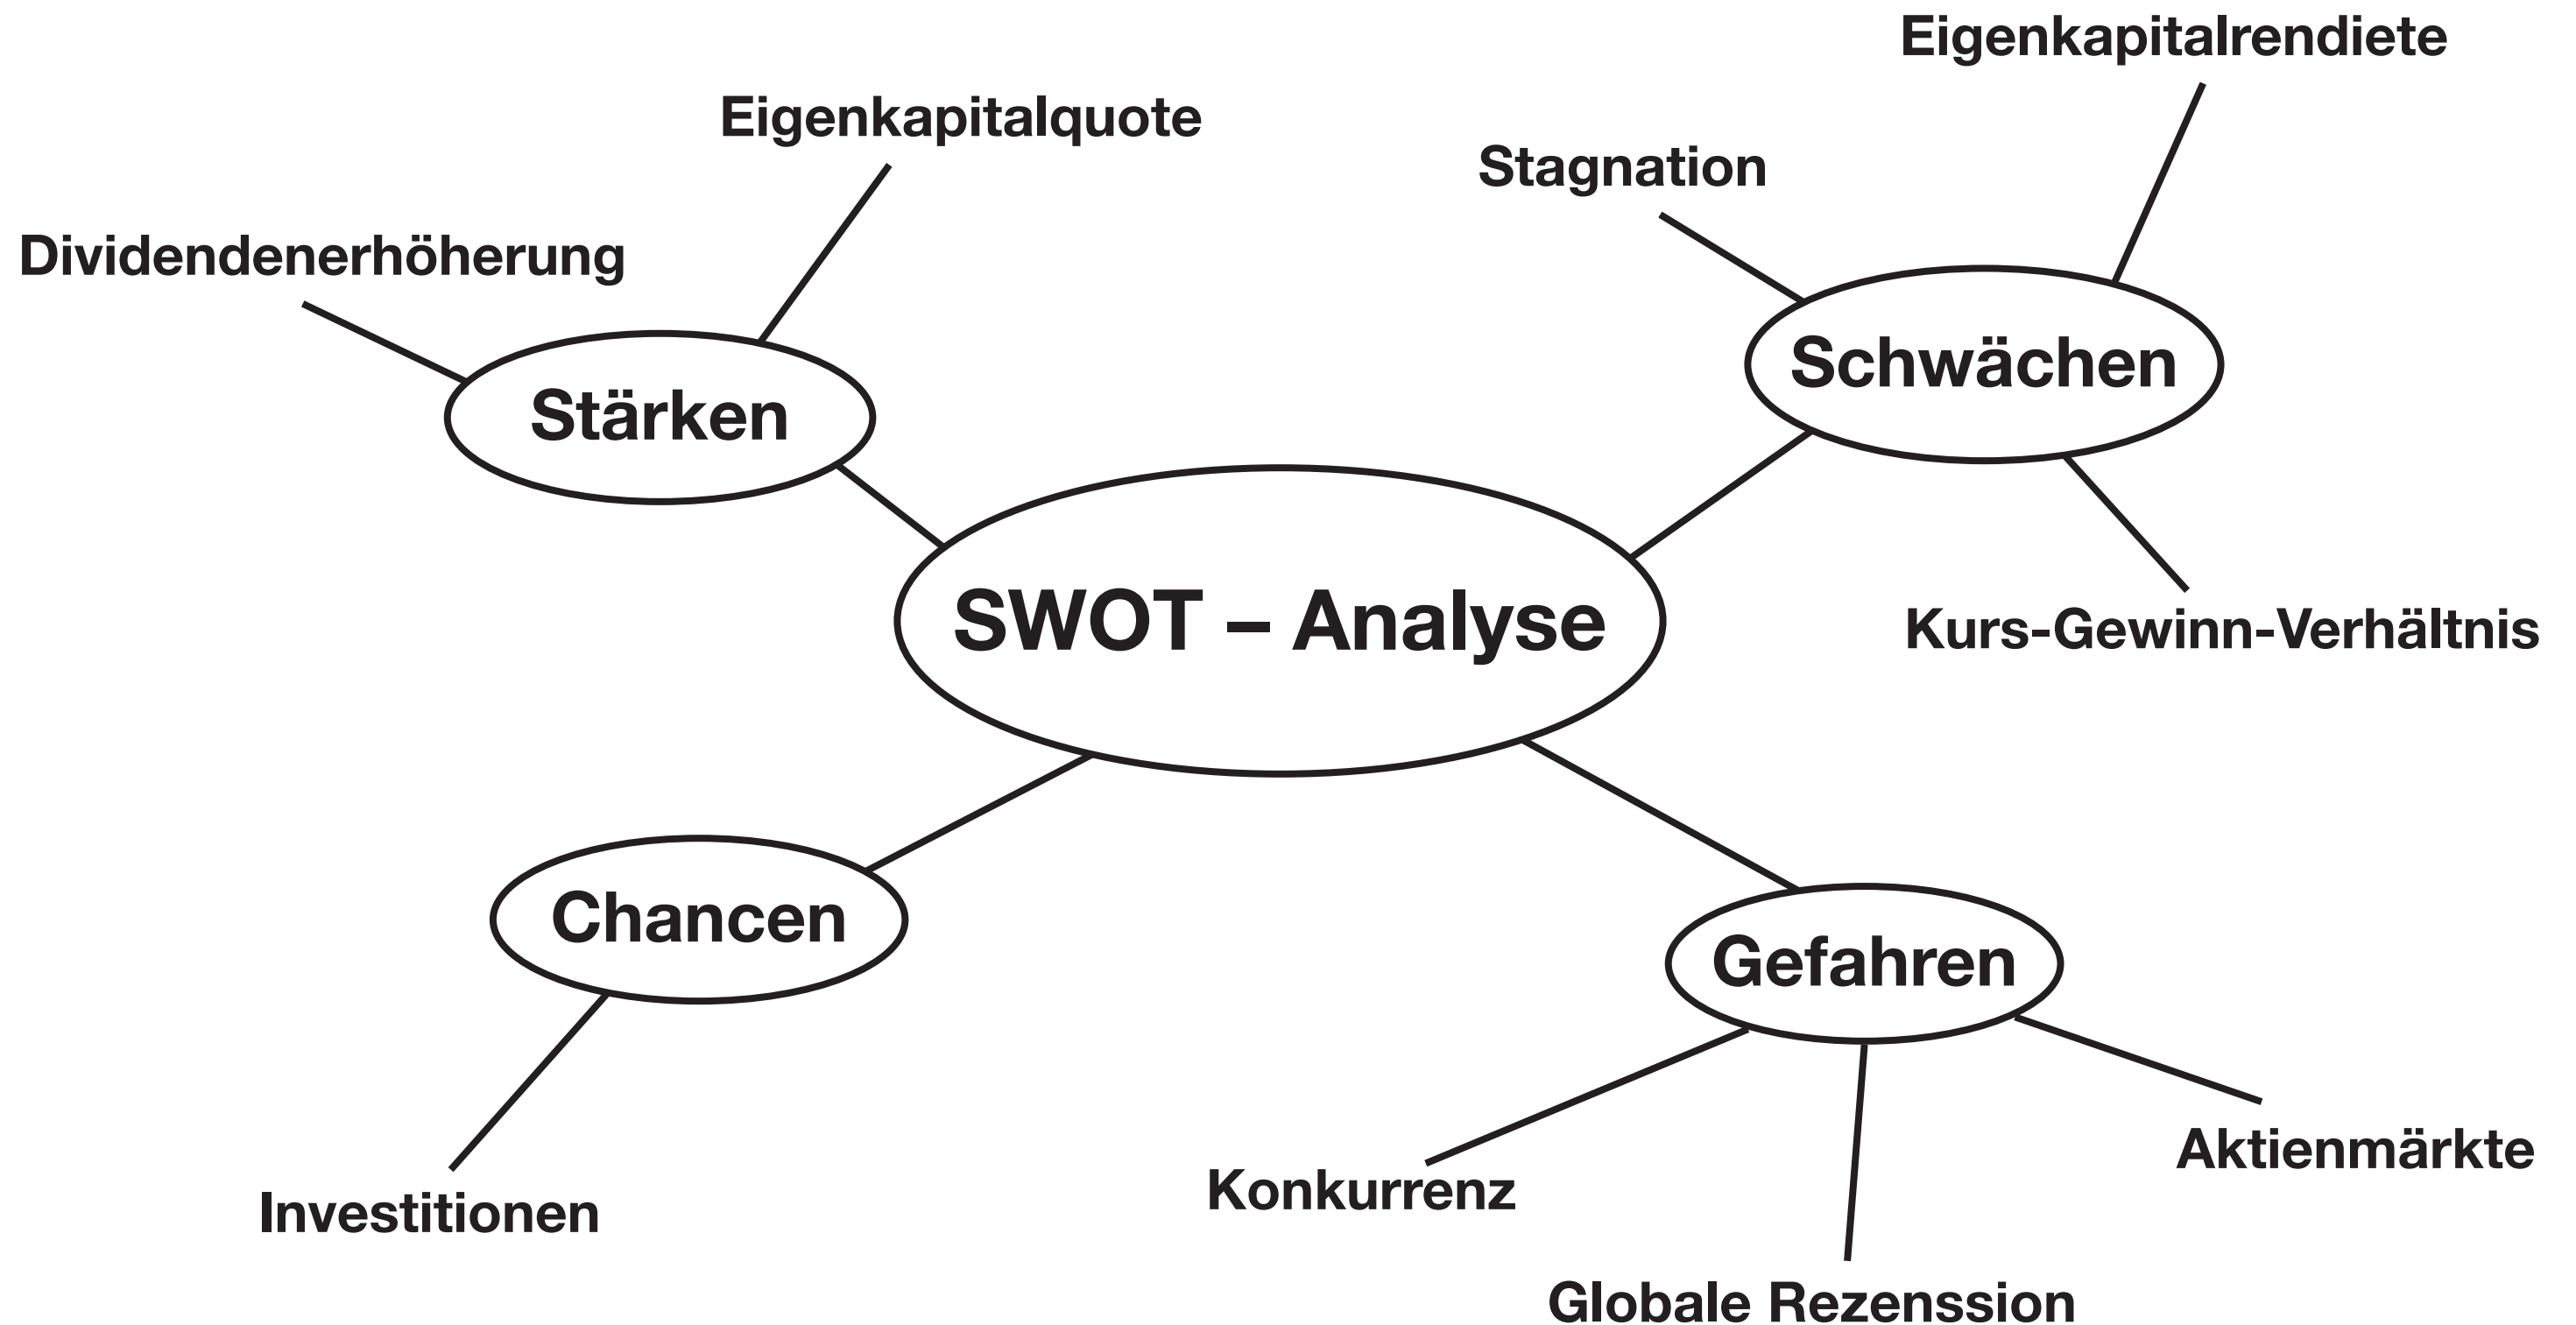 Eigenkapitalrendiete
Eigenkapitalquote
Stagnation
Dividendenerhöherung
Schwächen
Stärken
SWOT – Analyse
Kurs-Gewinn-Verhältnis
Chancen
Gefahren
Aktienmärkte
Konkurrenz
Investitionen
Globale Rezenssion